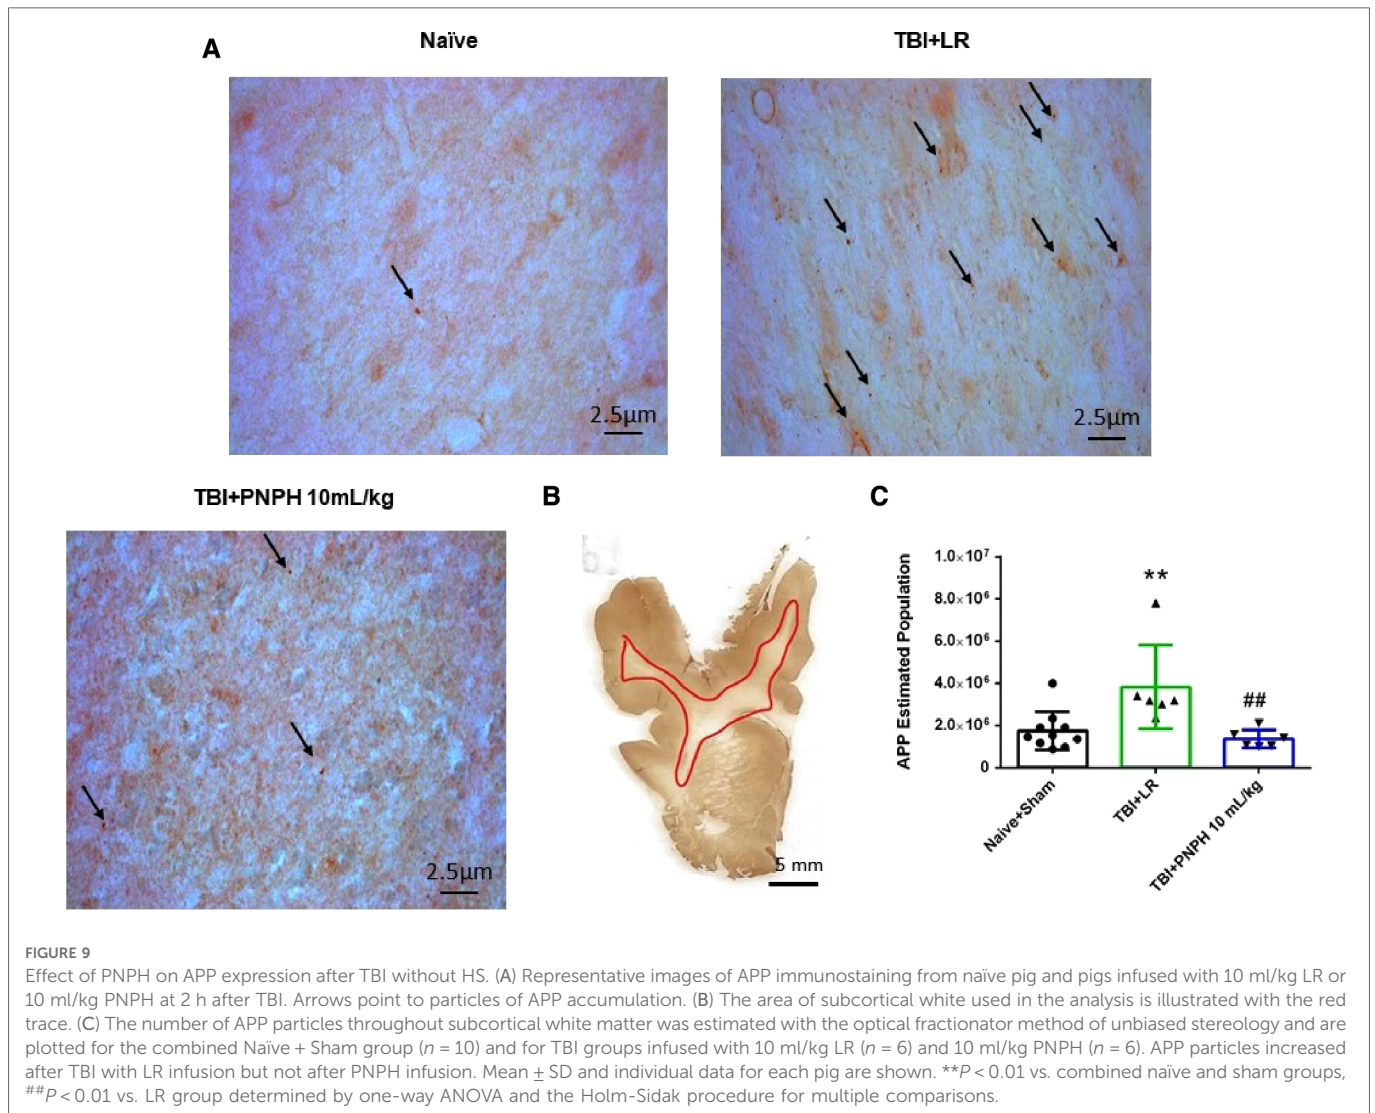 A
Naïve
TBI+LR
2.5µm
2.5µm
TBI+PNPH 10mL/kg
2.5µm
B
5 mm
C
APP Estimated Population
1.0×10⁷
8.0×10⁶
6.0×10⁶
4.0×10⁶
2.0×10⁶
0
**
##
Naive+Sham
TBI+LR
TBI+PNPH 10 mL/kg
FIGURE 9
Effect of PNPH on APP expression after TBI without HS. (A) Representative images of APP immunostaining from naïve pig and pigs infused with 10 ml/kg LR or
10 ml/kg PNPH at 2 h after TBI. Arrows point to particles of APP accumulation. (B) The area of subcortical white used in the analysis is illustrated with the red
trace. (C) The number of APP particles throughout subcortical white matter was estimated with the optical fractionator method of unbiased stereology and are
plotted for the combined Naïve + Sham group (n = 10) and for TBI groups infused with 10 ml/kg LR (n = 6) and 10 ml/kg PNPH (n = 6). APP particles increased
after TBI with LR infusion but not after PNPH infusion. Mean ± SD and individual data for each pig are shown. **P < 0.01 vs. combined naïve and sham groups,
##P < 0.01 vs. LR group determined by one-way ANOVA and the Holm-Sidak procedure for multiple comparisons.